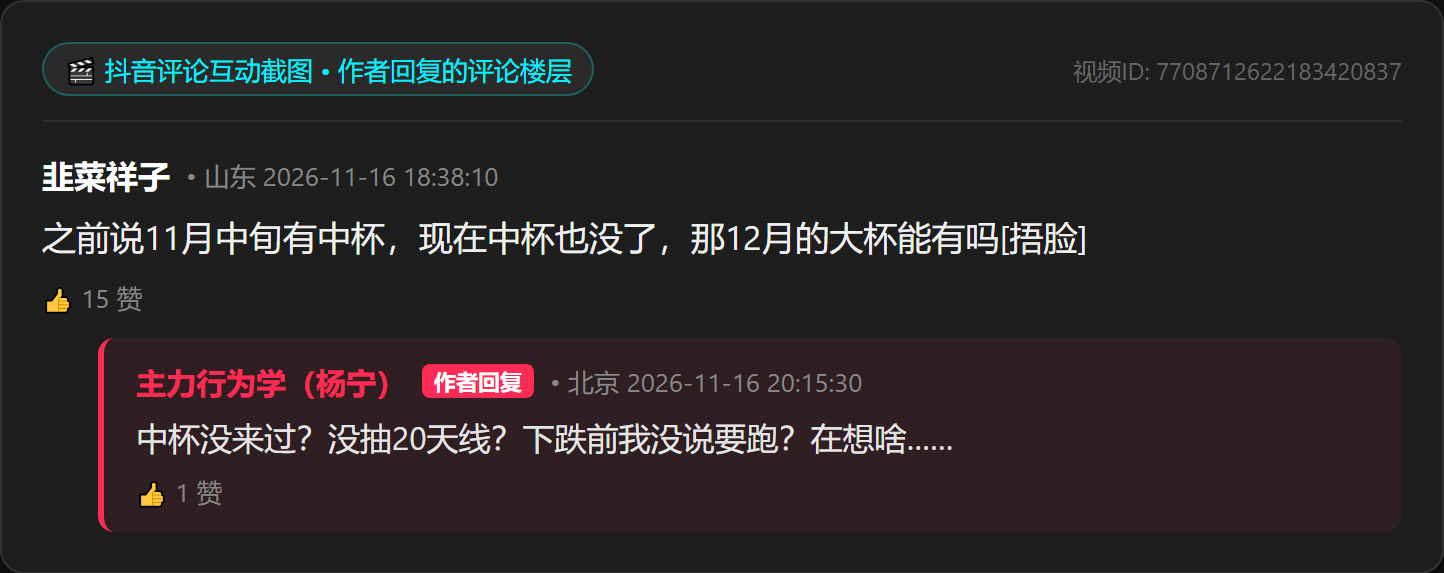 🎬 抖音评论互动截图 • 作者回复的评论楼层
视频ID: 7708712622183420837
韭菜祥子 • 山东 2026-11-16 18:38:10
之前说11月中旬有中杯，现在中杯也没了，那12月的大杯能有吗[捂脸]
👍 15 赞
主力行为学（杨宁） 作者回复 • 北京 2026-11-16 20:15:30
中杯没来过？没抽20天线？下跌前我没说要跑？在想啥......
👍 1 赞